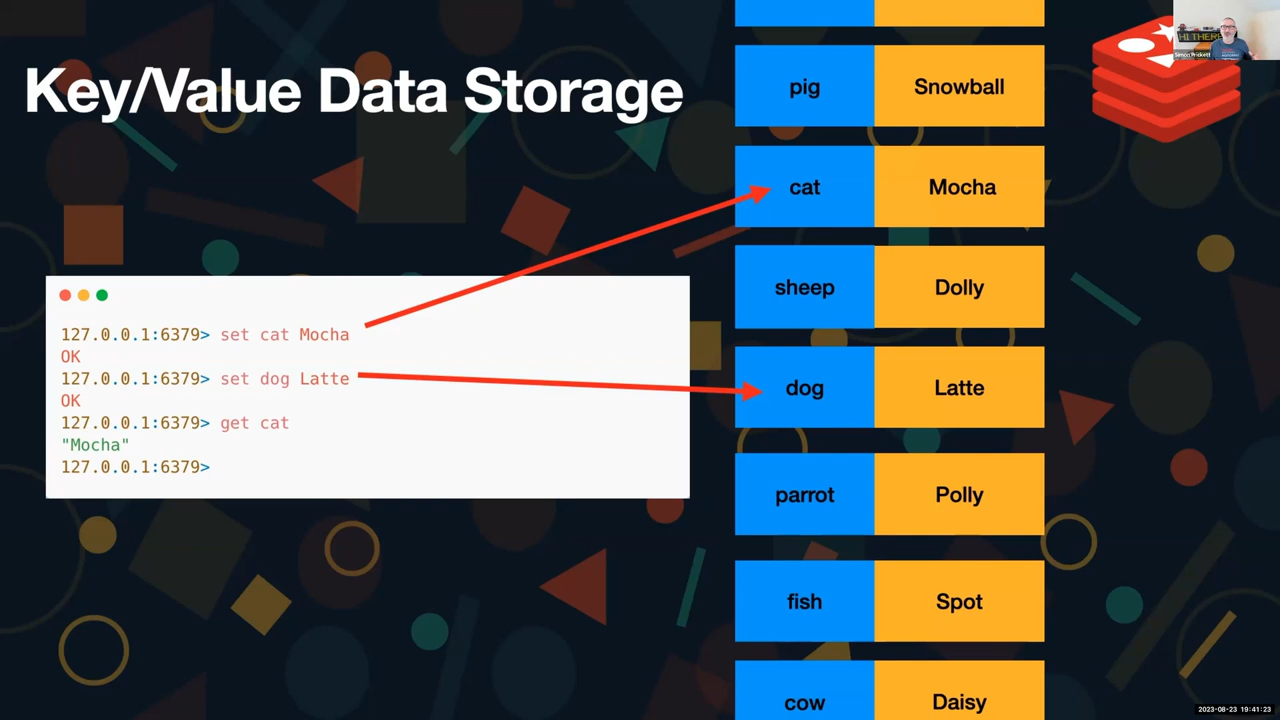 Key/Value Data Storage
127.0.0.1:6379> set cat Mocha
OK
127.0.0.1:6379> set dog Latte
OK
127.0.0.1:6379> get cat
"Mocha"
127.0.0.1:6379>
pig Snowball
cat Mocha
sheep Dolly
dog Latte
parrot Polly
fish Spot
cow Daisy
HI THERE
Simon Prickett
2023-08-23 19:41:23